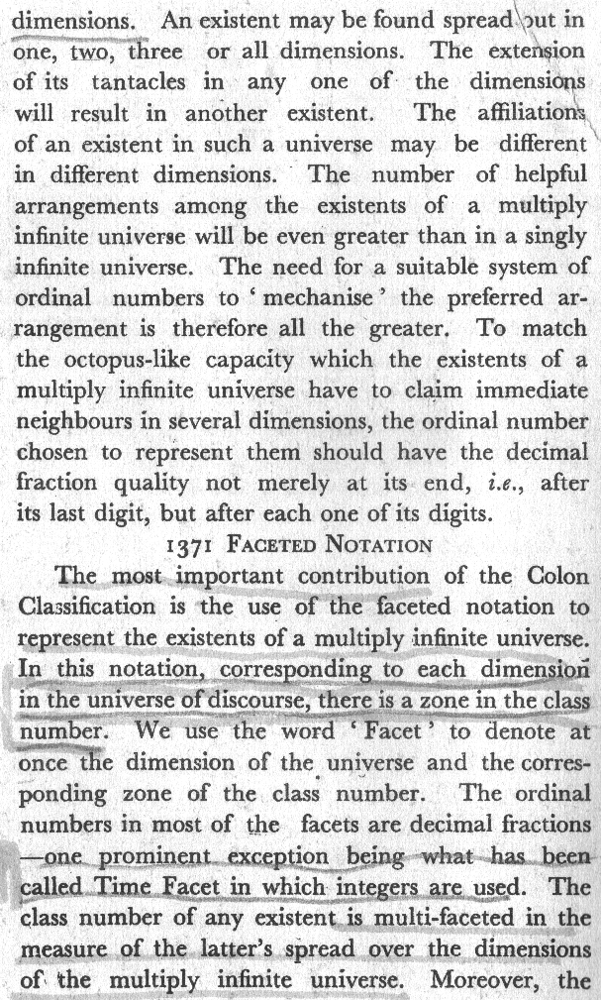 dimensions. An existent may be found spread out in
one, two, three or all dimensions. The extension
of its tantacles in any one of the dimensions
will result in another existent. The affiliations
of an existent in such a universe may be different
in different dimensions. The number of helpful
arrangements among the existents of a multiply
infinite universe will be even greater than in a singly
infinite universe. The need for a suitable system of
ordinal numbers to ‘ mechanise ’ the preferred ar-
rangement is therefore all the greater. To match
the octopus-like capacity which the existents of a
multiply infinite universe have to claim immediate
neighbours in several dimensions, the ordinal number
chosen to represent them should have the decimal
fraction quality not merely at its end, i.e., after
its last digit, but after each one of its digits.
1371 FACETED NOTATION
The most important contribution of the Colon
Classification is the use of the faceted notation to
represent the existents of a multiply infinite universe.
In this notation, corresponding to each dimension
in the universe of discourse, there is a zone in the class
number. We use the word ‘ Facet ’ to denote at
once the dimension of the universe and the corres-
ponding zone of the class number. The ordinal
numbers in most of the facets are decimal fractions
—one prominent exception being what has been
called Time Facet in which integers are used. The
class number of any existent is multi-faceted in the
measure of the latter’s spread over the dimensions
of the multiply infinite universe. Moreover, the